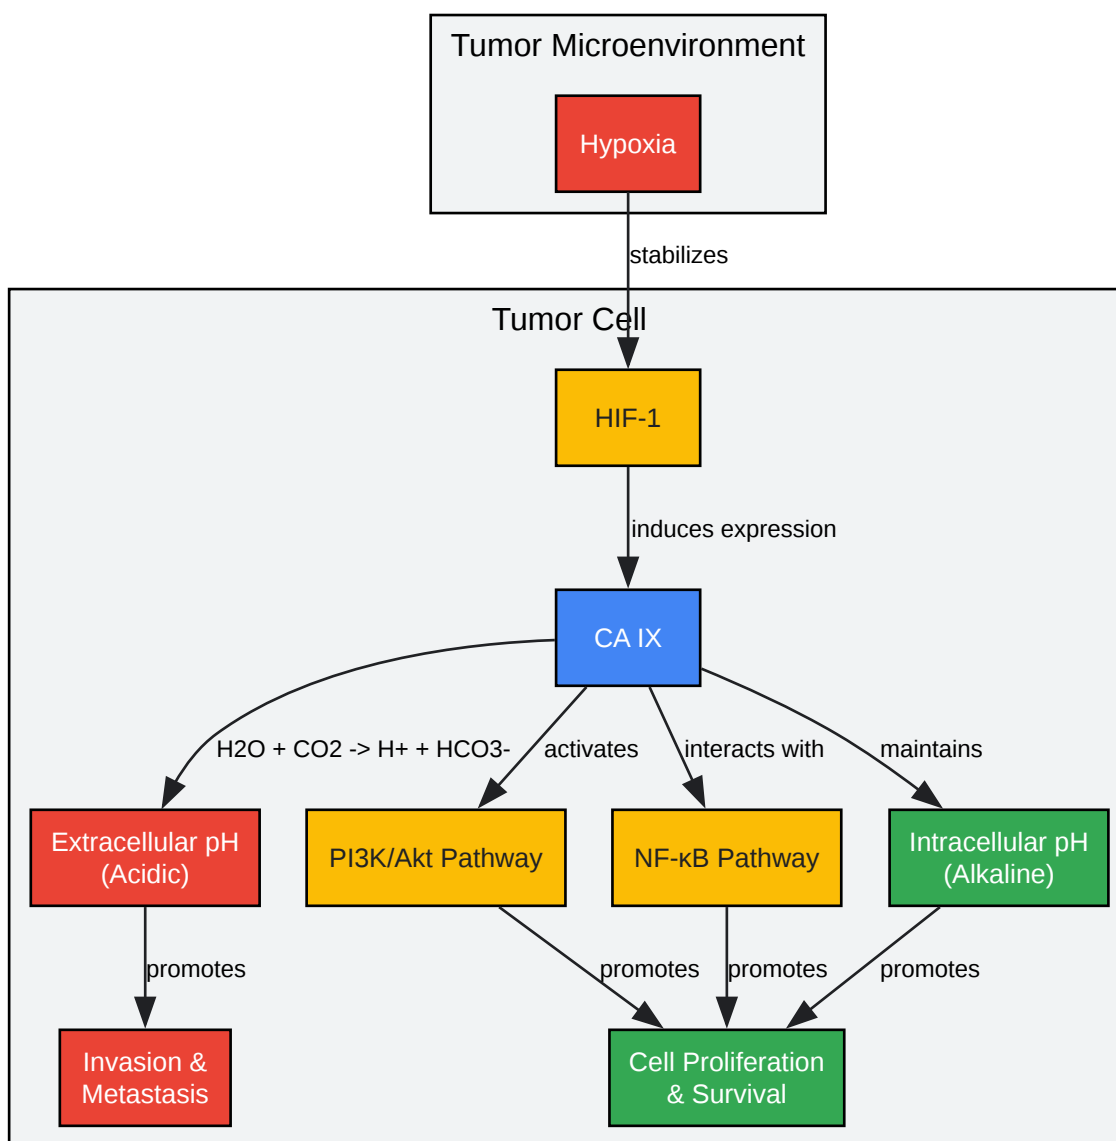 Tumor Microenvironment
Hypoxia
stabilizes
Tumor Cell
HIF-1
induces expression
CA IX
H2O + CO2 -> H+ + HCO3-
activates
interacts with
maintains
Extracellular pH
(Acidic)
PI3K/Akt Pathway
NF-κB Pathway
Intracellular pH
(Alkaline)
promotes
promotes
promotes
promotes
Invasion &
Metastasis
Cell Proliferation
& Survival